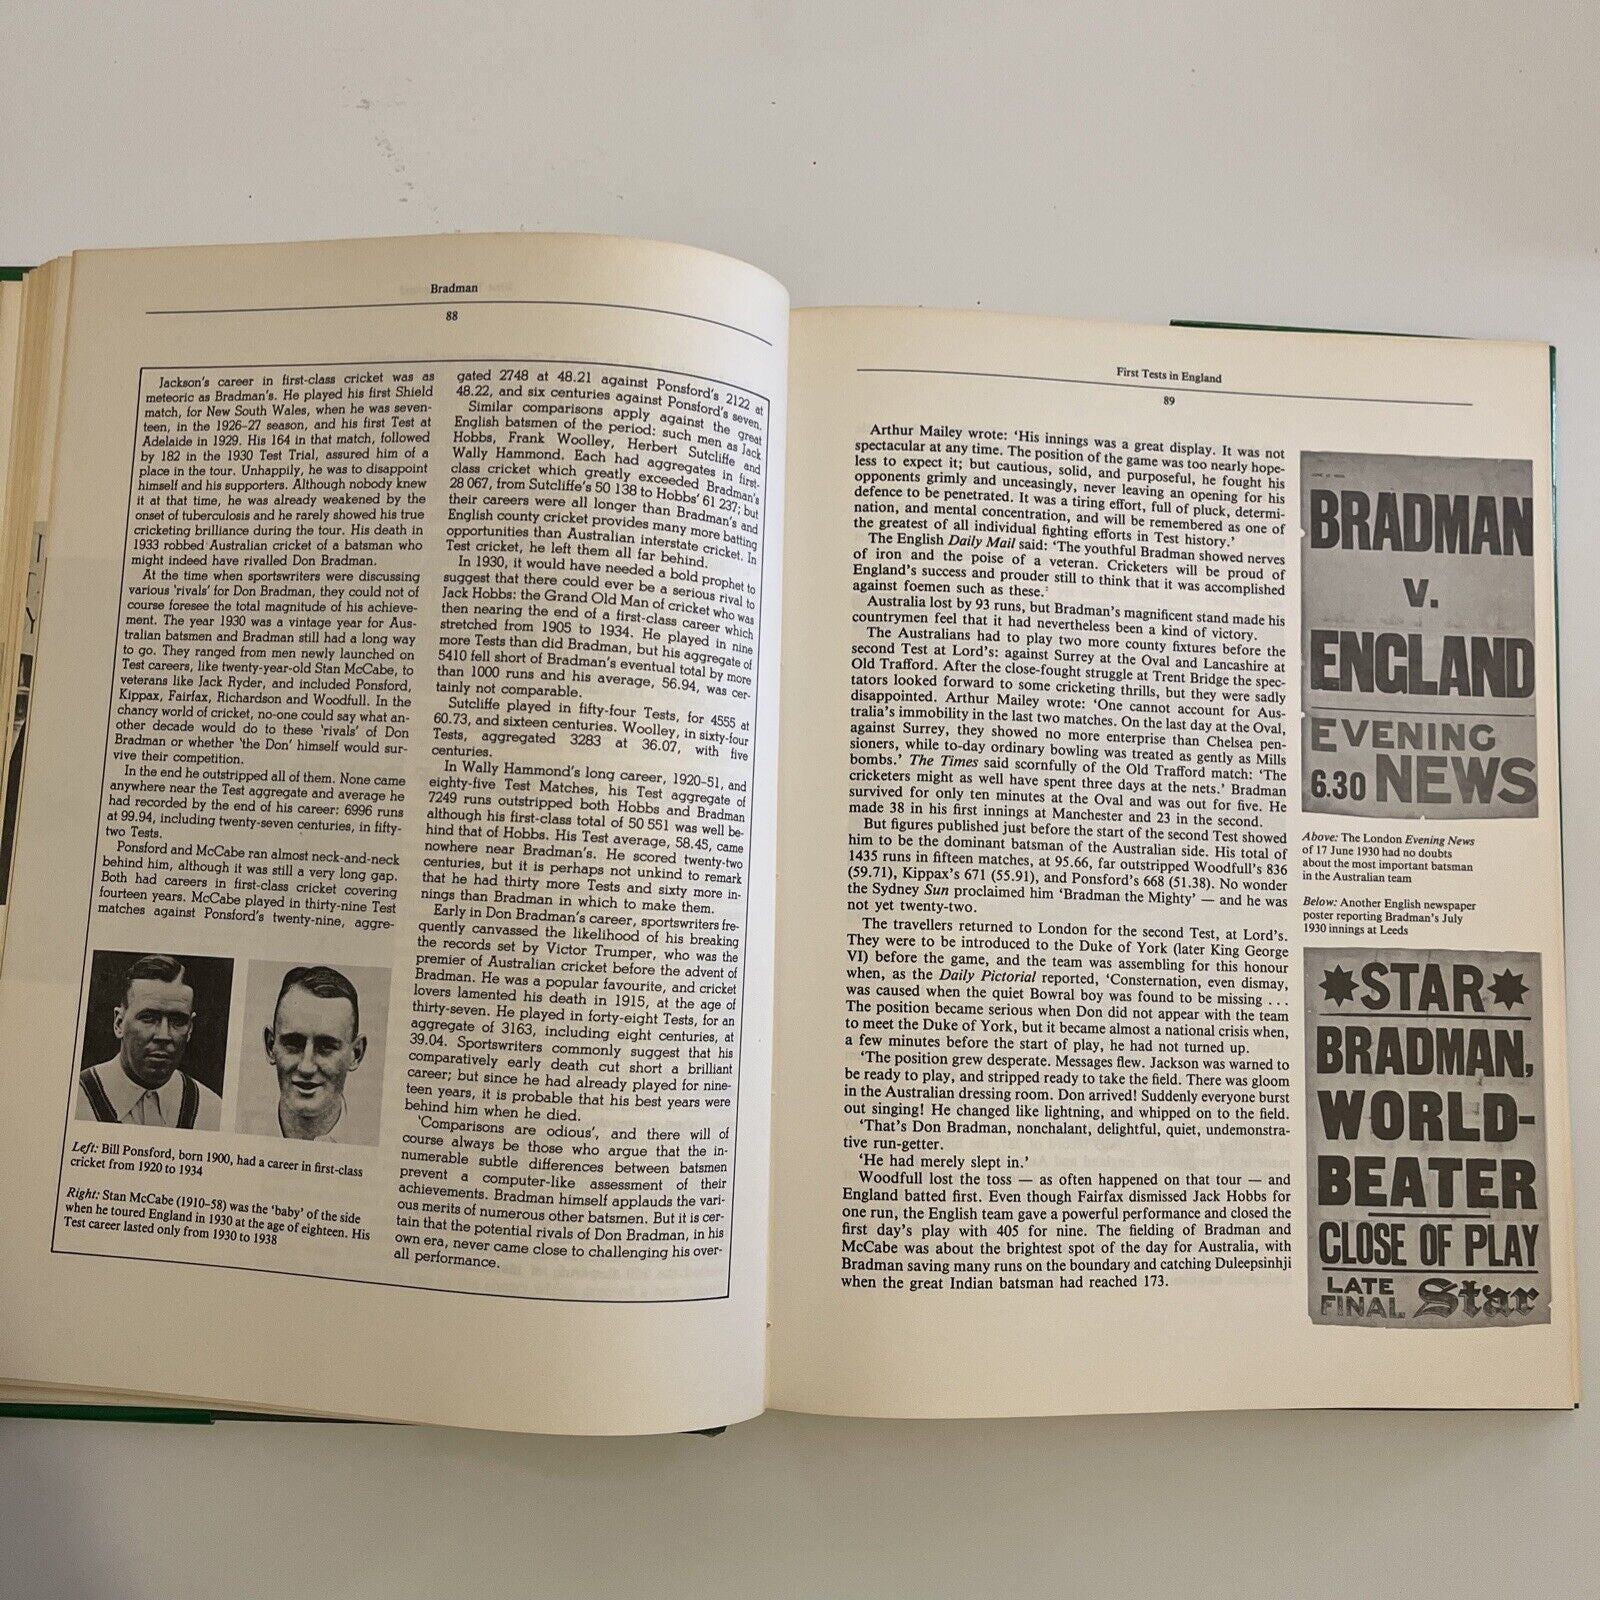 Bradman
88
Jackson's career in first-class cricket was as
meteoric as Bradman's. He played his first Shield
match, for New South Wales, when he was seven-
teen, in the 1926-27 season, and his first Test at
Adelaide in 1929. His 164 in that match, followed
by 182 in the 1930 Test Trial, assured him of a
place in the tour. Unhappily, he was to disappoint
himself and his supporters. Although nobody knew
it at that time, he was already weakened by the
onset of tuberculosis and he rarely showed his true
cricketing brilliance during the tour. His death in
1933 robbed Australian cricket of a batsman who
might indeed have rivalled Don Bradman.
At the time when sportswriters were discussing
various 'rivals' for Don Bradman, they could not of
course foresee the total magnitude of his achieve-
ment. The year 1930 was a vintage year for Aus-
tralian batsmen and Bradman still had a long way
to go. They ranged from men newly launched on
Test careers, like twenty-year-old Stan McCabe, to
veterans like Jack Ryder, and included Ponsford,
Kippax, Fairfax, Richardson and Woodfull. In the
chancy world of cricket, no-one could say what an-
other decade would do to these 'rivals' of Don
Bradman or whether 'the Don' himself would sur-
vive their competition.
In the end he outstripped all of them. None came
anywhere near the Test aggregate and average he
had recorded by the end of his career: 6996 runs
at 99.94, including twenty-seven centuries, in fifty-
two Tests.
Ponsford and McCabe ran almost neck-and-neck
behind him, although it was still a very long gap.
Both had careers in first-class cricket covering
fourteen years. McCabe played in thirty-nine Test
matches against Ponsford's twenty-nine, aggre-
Left: Bill Ponsford, born 1900, had a career in first-class
cricket from 1920 to 1934
Right: Stan McCabe (1910-58) was the 'baby' of the side
when he toured England in 1930 at the age of eighteen. His
Test career lasted only from 1930 to 1938
gated 2748 at 48.21 against Ponsford's 2122 at
48.22, and six centuries against Ponsford's seven.
Similar comparisons apply against the great
English batsmen of the period: such men as Jack
Hobbs, Frank Woolley, Herbert Sutcliffe and
Wally Hammond. Each had aggregates in first-
class cricket which greatly exceeded Bradman's
28 067, from Sutcliffe's 50 138 to Hobbs' 61 237; but
their careers were all longer than Bradman's and
English county cricket provides many more batting
opportunities than Australian interstate cricket. In
Test cricket, he left them all far behind.
In 1930, it would have needed a bold prophet to
suggest that there could ever be a serious rival to
Jack Hobbs: the Grand Old Man of cricket who was
then nearing the end of a first-class career which
stretched from 1905 to 1934. He played in nine
more Tests than did Bradman, but his aggregate of
5410 fell short of Bradman's eventual total by more
than 1000 runs and his average, 56.94, was cer-
tainly not comparable.
Sutcliffe played in fifty-four Tests, for 4555 at
60.73, and sixteen centuries. Woolley, in sixty-four
Tests, aggregated 3283 at 36.07, with five
centuries.
In Wally Hammond's long career, 1920-51, and
eighty-five Test Matches, his Test aggregate of
7249 runs outstripped both Hobbs and Bradman
although his first-class total of 50 551 was well be-
hind that of Hobbs. His Test average, 58.45, came
nowhere near Bradman's. He scored twenty-two
centuries, but it is perhaps not unkind to remark
that he had thirty more Tests and sixty more in-
nings than Bradman in which to make them.
Early in Don Bradman's career, sportswriters fre-
quently canvassed the likelihood of his breaking
the records set by Victor Trumper, who was the
premier of Australian cricket before the advent of
Bradman. He was a popular favourite, and cricket
lovers lamented his death in 1915, at the age of
thirty-seven. He played in forty-eight Tests, for an
aggregate of 3163, including eight centuries, at
39.04. Sportswriters commonly suggest that his
comparatively early death cut short a brilliant
career; but since he had already played for nine-
teen years, it is probable that his best years were
behind him when he died.
'Comparisons are odious', and there will of
course always be those who argue that the in-
numerable subtle differences between batsmen
prevent a computer-like assessment of their
achievements. Bradman himself applauds the vari-
ous merits of numerous other batsmen. But it is cer-
tain that the potential rivals of Don Bradman, in his
own era, never came close to challenging his over-
all performance.
First Tests in England
89
Arthur Mailey wrote: 'His innings was a great display. It was not
spectacular at any time. The position of the game was too nearly hope-
less to expect it; but cautious, solid, and purposeful, he fought his
opponents grimly and unceasingly, never leaving an opening for his
defence to be penetrated. It was a tiring effort, full of pluck, determi-
nation, and mental concentration, and will be remembered as one of
the greatest of all individual fighting efforts in Test history.'
The English Daily Mail said: 'The youthful Bradman showed nerves
of iron and the poise of a veteran. Cricketers will be proud of
England's success and prouder still to think that it was accomplished
against foemen such as these.'
Australia lost by 93 runs, but Bradman's magnificent stand made his
countrymen feel that it had nevertheless been a kind of victory.
The Australians had to play two more county fixtures before the
second Test at Lord's: against Surrey at the Oval and Lancashire at
Old Trafford. After the close-fought struggle at Trent Bridge the spec-
tators looked forward to some cricketing thrills, but they were sadly
disappointed. Arthur Mailey wrote: 'One cannot account for Aus-
tralia's immobility in the last two matches. On the last day at the Oval,
against Surrey, they showed no more enterprise than Chelsea pen-
sioners, while to-day ordinary bowling was treated as gently as Mills
bombs.' The Times said scornfully of the Old Trafford match: 'The
cricketers might as well have spent three days at the nets.' Bradman
survived for only ten minutes at the Oval and was out for five. He
made 38 in his first innings at Manchester and 23 in the second.
But figures published just before the start of the second Test showed
him to be the dominant batsman of the Australian side. His total of
1435 runs in fifteen matches, at 95.66, far outstripped Woodfull's 836
(59.71), Kippax's 671 (55.91), and Ponsford's 668 (51.38). No wonder
the Sydney Sun proclaimed him 'Bradman the Mighty' — and he was
not yet twenty-two.
The travellers returned to London for the second Test, at Lord's.
They were to be introduced to the Duke of York (later King George
VI) before the game, and the team was assembling for this honour
when, as the Daily Pictorial reported, 'Consternation, even dismay,
was caused when the quiet Bowral boy was found to be missing . . .
The position became serious when Don did not appear with the team
to meet the Duke of York, but it became almost a national crisis when,
a few minutes before the start of play, he had not turned up.
'The position grew desperate. Messages flew. Jackson was warned to
be ready to play, and stripped ready to take the field. There was gloom
in the Australian dressing room. Don arrived! Suddenly everyone burst
out singing! He changed like lightning, and whipped on to the field.
'That's Don Bradman, nonchalant, delightful, quiet, undemonstra-
tive run-getter.
'He had merely slept in.'
Woodfull lost the toss — as often happened on that tour — and
England batted first. Even though Fairfax dismissed Jack Hobbs for
one run, the English team gave a powerful performance and closed the
first day's play with 405 for nine. The fielding of Bradman and
McCabe was about the brightest spot of the day for Australia, with
Bradman saving many runs on the boundary and catching Duleepsinhji
when the great Indian batsman had reached 173.
BRADMAN
v.
ENGLAND
EVENING
6.30 NEWS
Above: The London Evening News
of 17 June 1930 had no doubts
about the most important batsman
in the Australian team
Below: Another English newspaper
poster reporting Bradman's July
1930 innings at Leeds
STAR
BRADMAN,
WORLD-
BEATER
CLOSE OF PLAY
LATE
FINAL Star